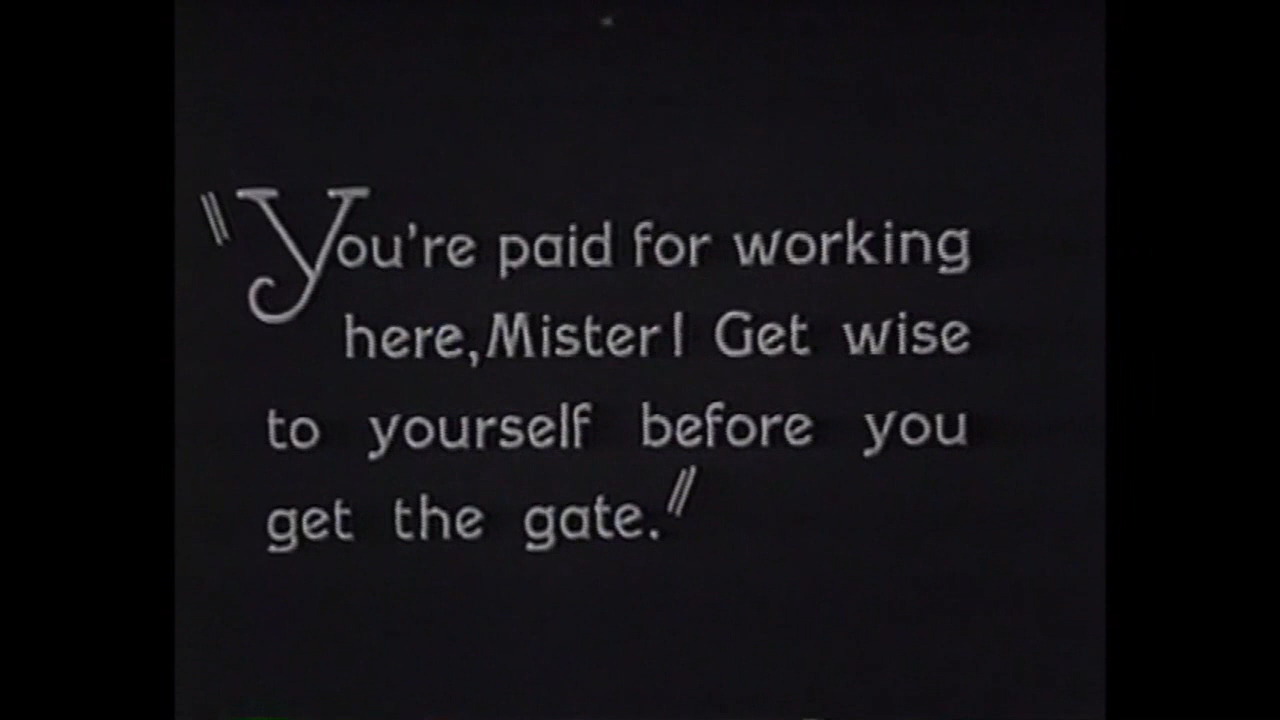 "You're paid for working
here, Mister! Get wise
to yourself before you
get the gate."